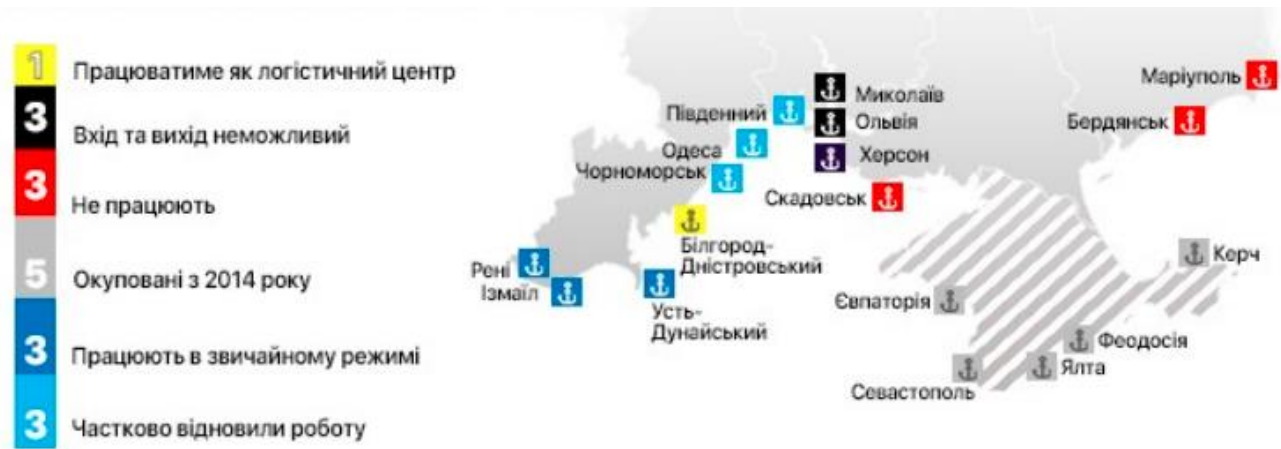 1 Працюватиме як логістичний центр
3 Вхід та вихід неможливий
3 Не працюють
5 Окуповані з 2014 року
3 Працюють в звичайному режимі
3 Частково відновили роботу
Маріуполь
Миколаїв
Південний
Ольвія
Бердянськ
Одеса
Херсон
Чорноморськ
Скадовськ
Білгород-
Дністровський
Керч
Рені
Ізмаїл
Євпаторія
Усть-
Дунайський
Феодосія
Ялта
Севастополь